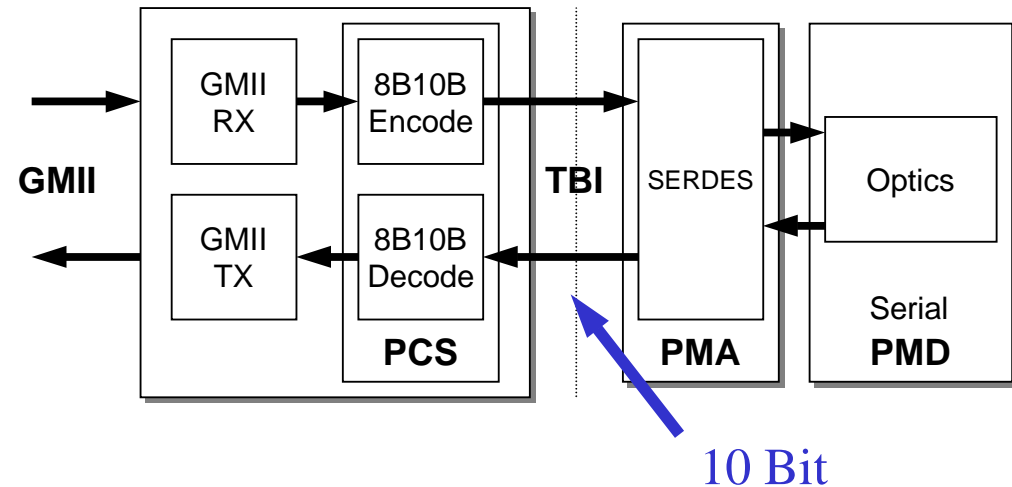 GMII
GMII
RX
8B10B
Encode
GMII
TX
8B10B
Decode
PCS
TBI
SERDES
PMA
Optics
Serial
PMD
10 Bit